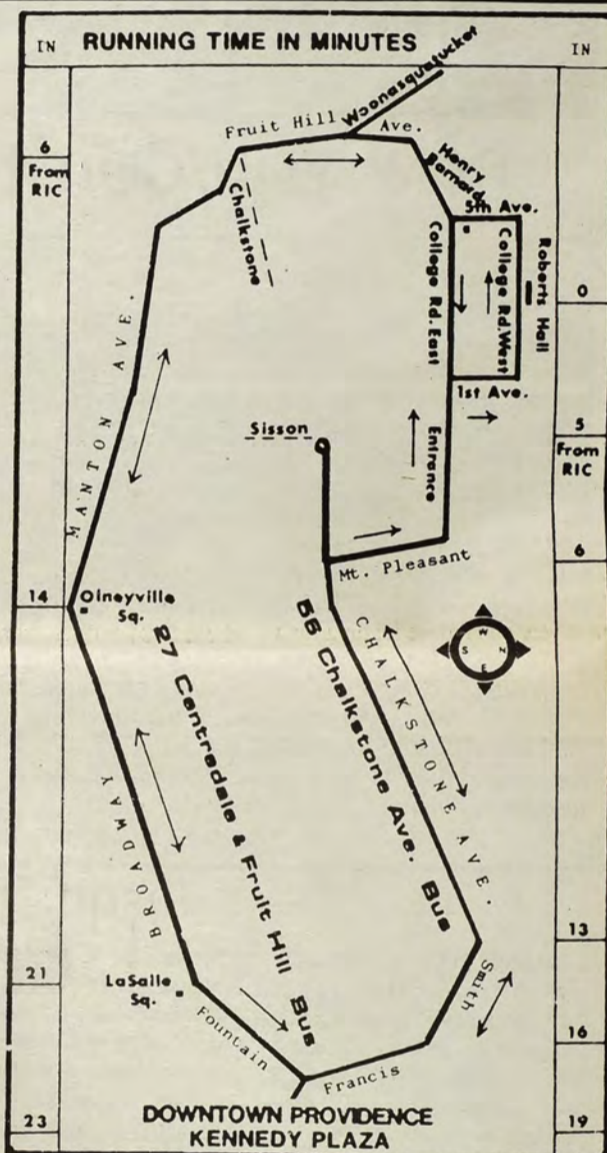 IN RUNNING TIME IN MINUTES IN
Woonasquatucket
Fruit Hill Ave.
6
From
RIC
Henry
Barnard
Chalkstone
5th Ave.
College Rd. East
College Rd. West
Roberts Hall
0
MANTON AVE.
1st Ave.
Sisson
Entrance
5
From
RIC
Mt. Pleasant
6
14
Olneyville
Sq.
W
S N
E
27 Centredale & Fruit Hill Bus
56 Chalkstone Ave. Bus
CHALKSTONE AVE.
BROADWAY
13
21
LaSalle
Sq.
Smith
Fountain
16
Francis
DOWNTOWN PROVIDENCE
KENNEDY PLAZA
23
19